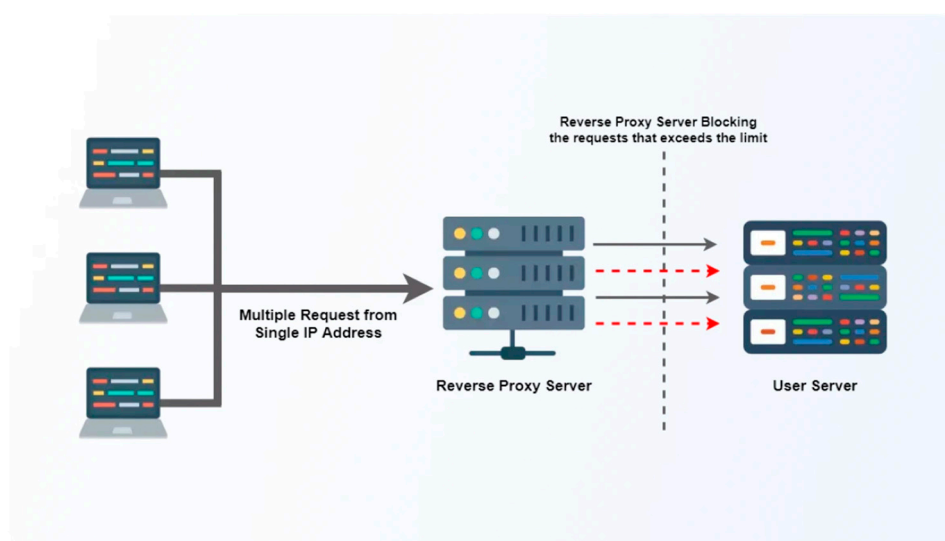 Reverse Proxy Server Blocking
the requests that exceeds the limit
Multiple Request from
Single IP Address
Reverse Proxy Server
User Server